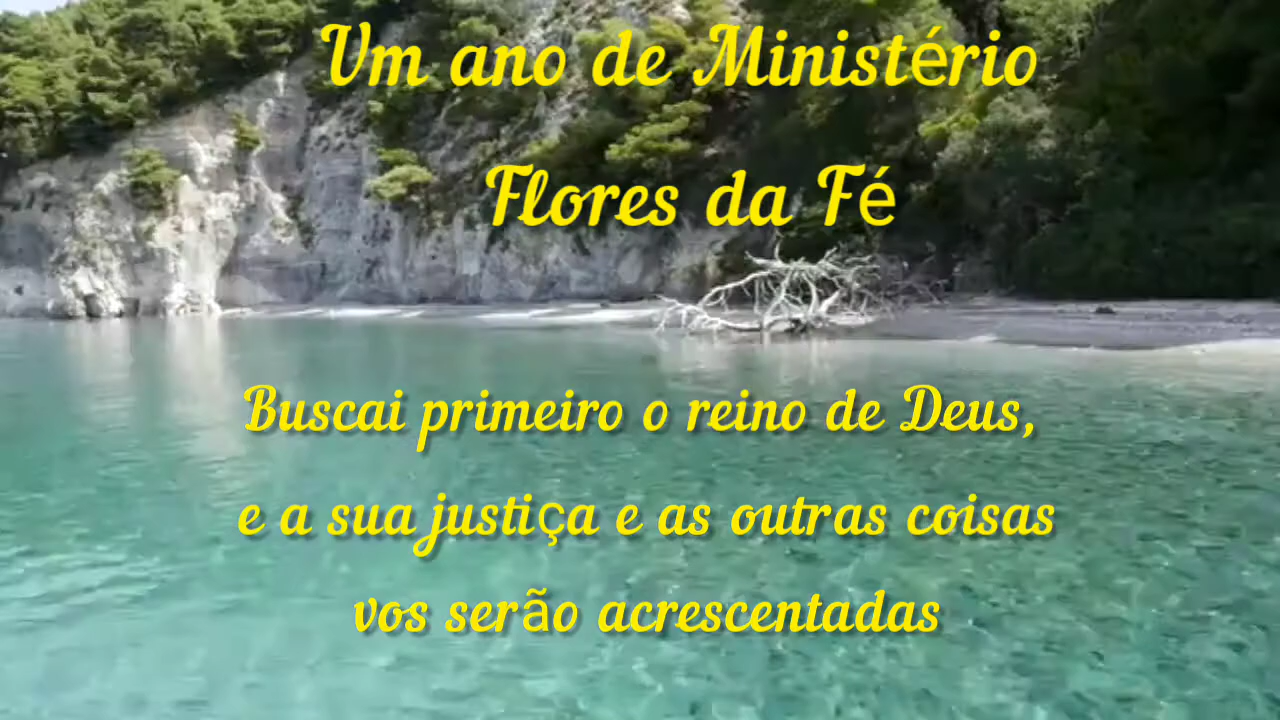 Um ano de Ministério
Flores da Fé
Buscai primeiro o reino de Deus,
e a sua justiça e as outras coisas
vos serão acrescentadas